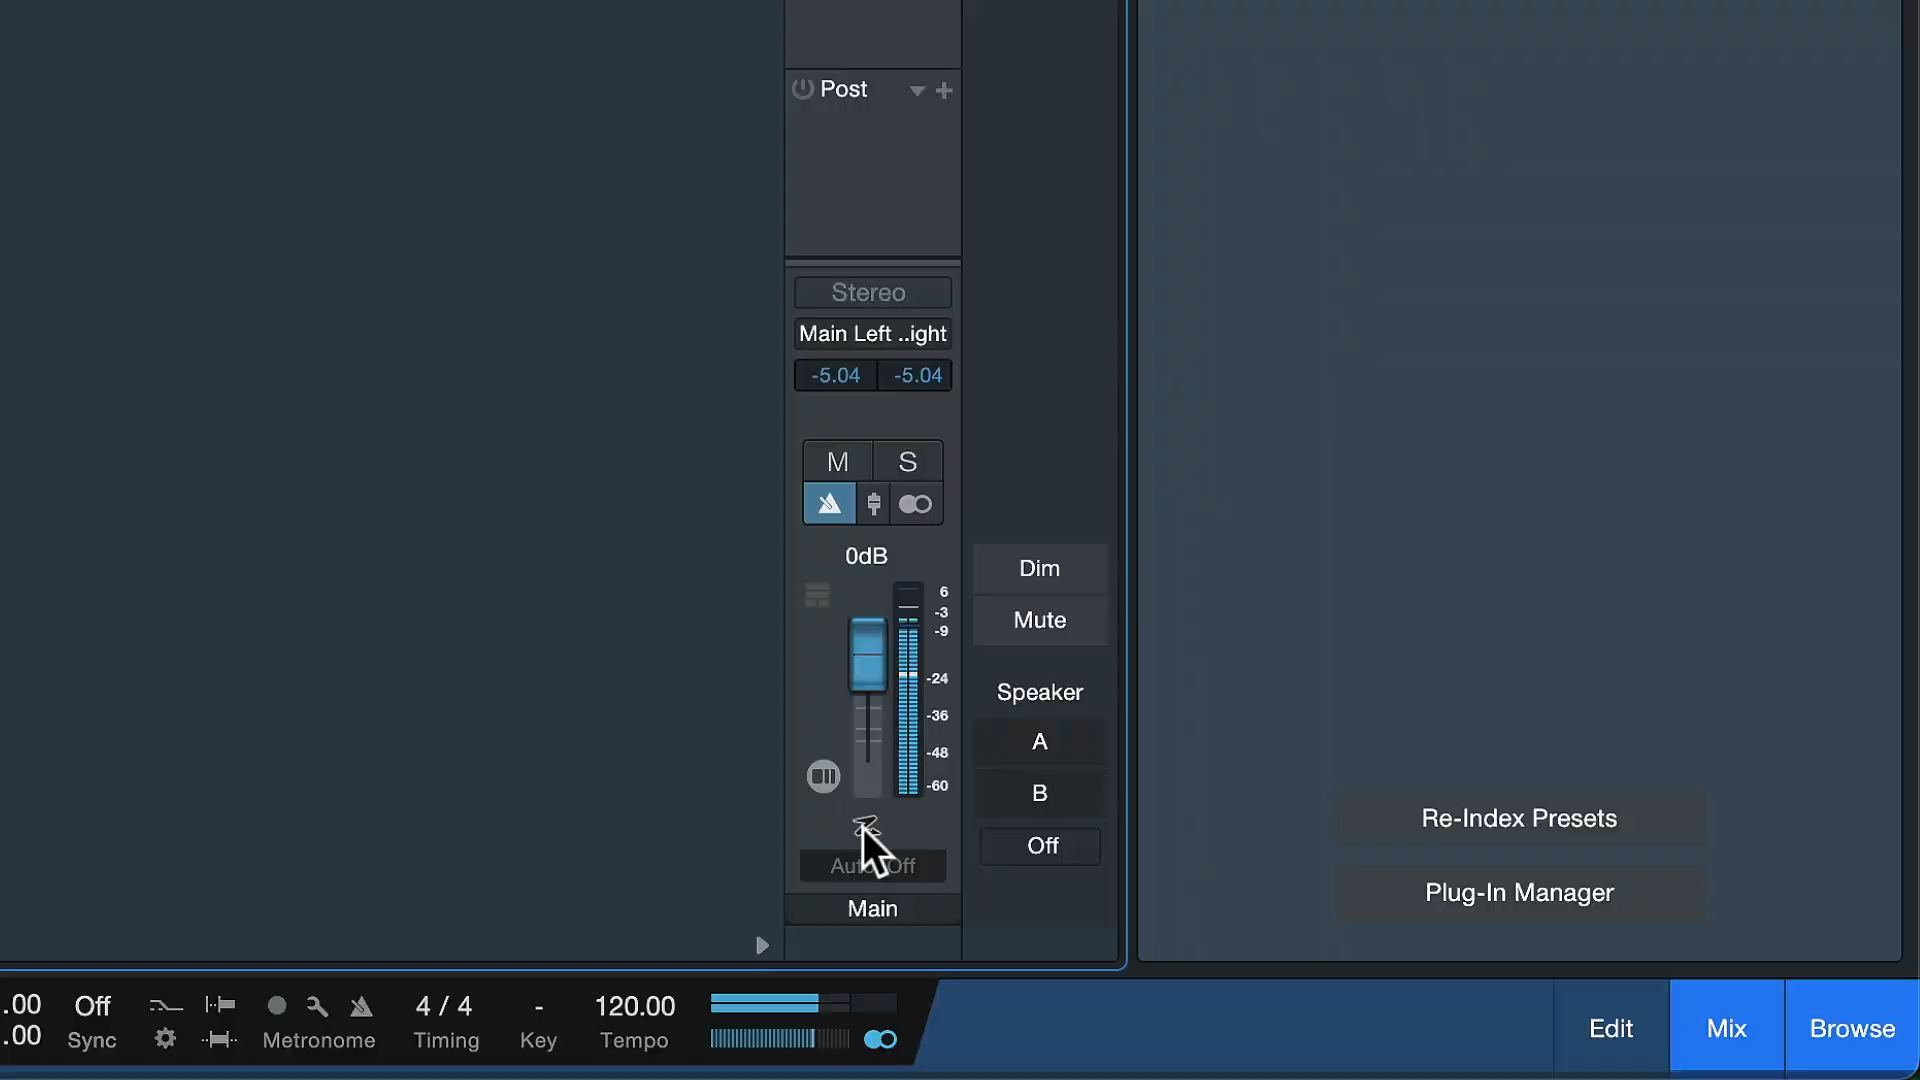 Post
Stereo
Main Left ..ight
-5.04 -5.04
M S
0dB
6
-3
-9
-24
-36
-48
-60
Main
Dim
Mute
Speaker
A
B
Off
Re-Index Presets
Plug-In Manager
.00 Off 4 / 4 - 120.00
.00 Sync Metronome Timing Key Tempo
Edit Mix Browse